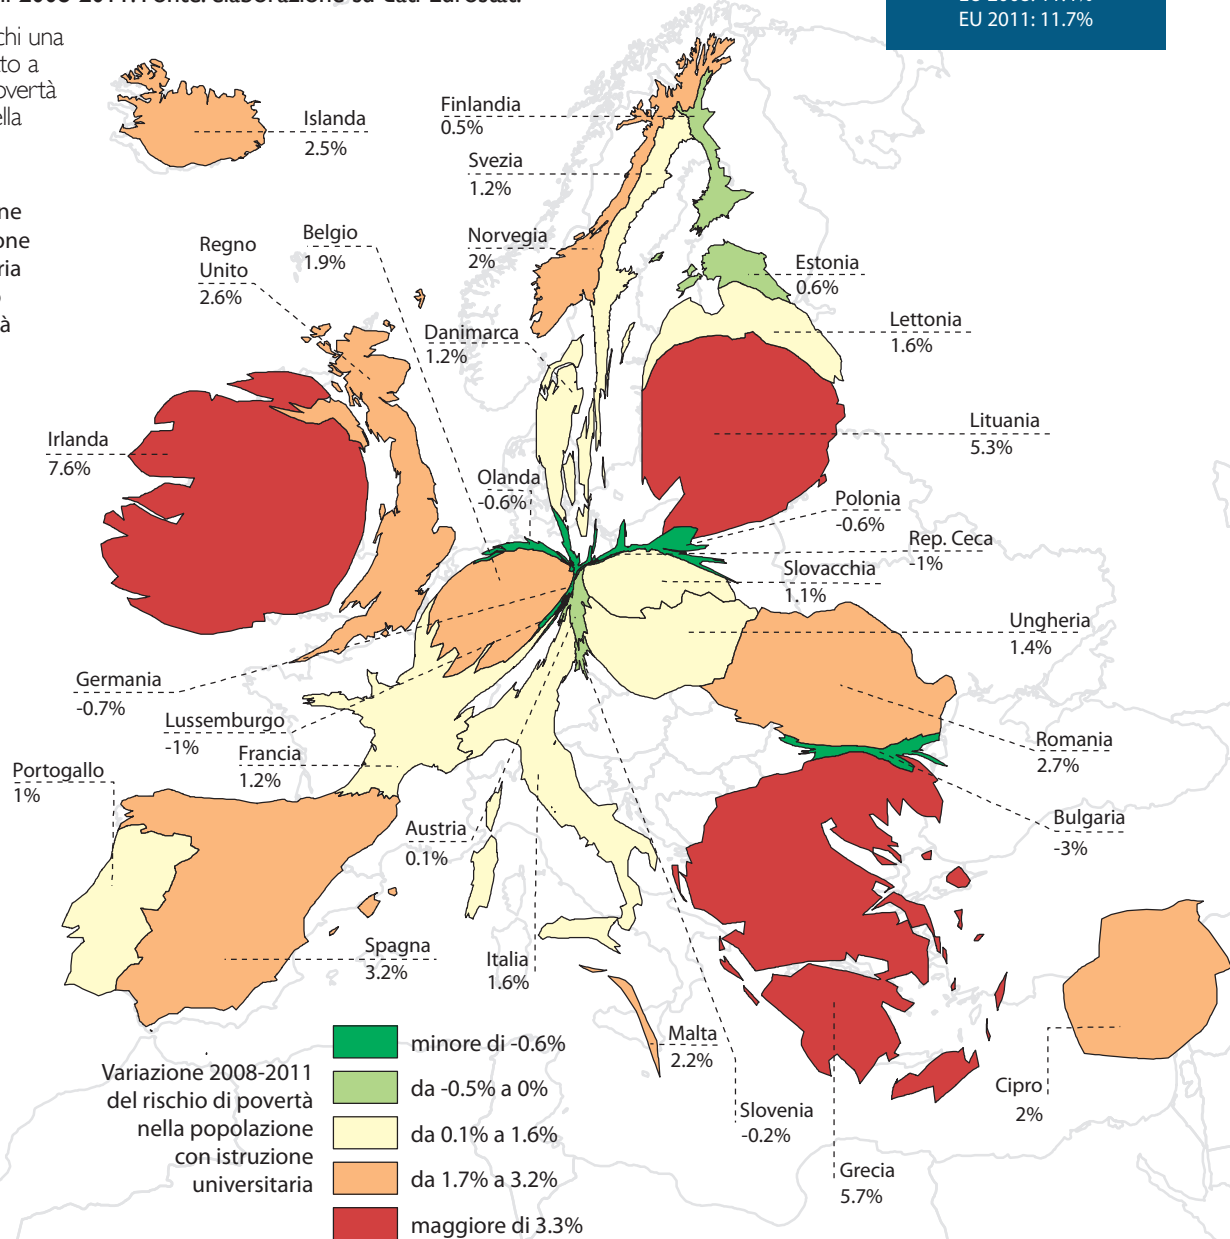 EU 2011: 11.7%
chi una
to a
povertà
ella
Islanda
2.5%
Finlandia
0.5%
Svezia
1.2%
Norvegia
2%
Belgio
1.9%
Regno
Unito
2.6%
Danimarca
1.2%
Estonia
0.6%
Lettonia
1.6%
Lituania
5.3%
Irlanda
7.6%
Olanda
-0.6%
Polonia
-0.6%
Rep. Ceca
-1%
Slovacchia
1.1%
Ungheria
1.4%
Germania
-0.7%
Lussemburgo
-1%
Francia
1.2%
Portogallo
1%
Romania
2.7%
Bulgaria
-3%
Austria
0.1%
Spagna
3.2%
Italia
1.6%
Malta
2.2%
Slovenia
-0.2%
Cipro
2%
Grecia
5.7%
Variazione 2008-2011
del rischio di povertà
nella popolazione
con istruzione
universitaria
minore di -0.6%
da -0.5% a 0%
da 0.1% a 1.6%
da 1.7% a 3.2%
maggiore di 3.3%